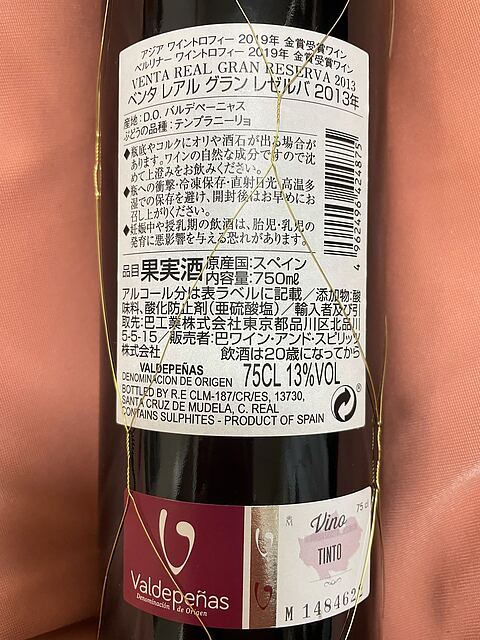 アジア ワイントロフィー 2019年 金賞受賞ワイン
ベルリナー ワイントロフィー 2019年 金賞受賞ワイン
VENTA REAL GRAN RESERVA 2013
ベンタ レアル グラン レゼルバ 2013年
産地:D.O. バルデペーニャス
ぶどうの品種:テンプラニーリョ
◆瓶底やコルクにオリや酒石が出る場合が
あります。ワインの自然な成分ですので沈
めて上澄みをお飲みください。
◆瓶への衝撃・冷凍保存・直射日光・高温多
湿での保存を避け、開封後はお早めにお
召し上がりください。
◆妊娠中や授乳期の飲酒は、胎児・乳児の
発育に悪影響を与える恐れがあります。
4962496424875
品目 果実酒 原産国:スペイン
内容量:750mℓ
アルコール分は表ラベルに記載/添加物:酸
味料、酸化防止剤(亜硫酸塩)/輸入者及び引
取先:巴工業株式会社東京都品川区北品川
5-5-15/販売者:巴ワイン・アンド・スピリッツ
株式会社 飲酒は20歳になってから
VALDEPEÑAS
DENOMINACIÓN DE ORIGEN 75CL 13%VOL
BOTTLED BY R.E CLM-187/CR/ES, 13730,
SANTA CRUZ DE MUDELA, C. REAL
CONTAINS SULPHITES - PRODUCT OF SPAIN
Valdepeñas
Denominación de Origen
75 cl
Vino
TINTO
M 1484622